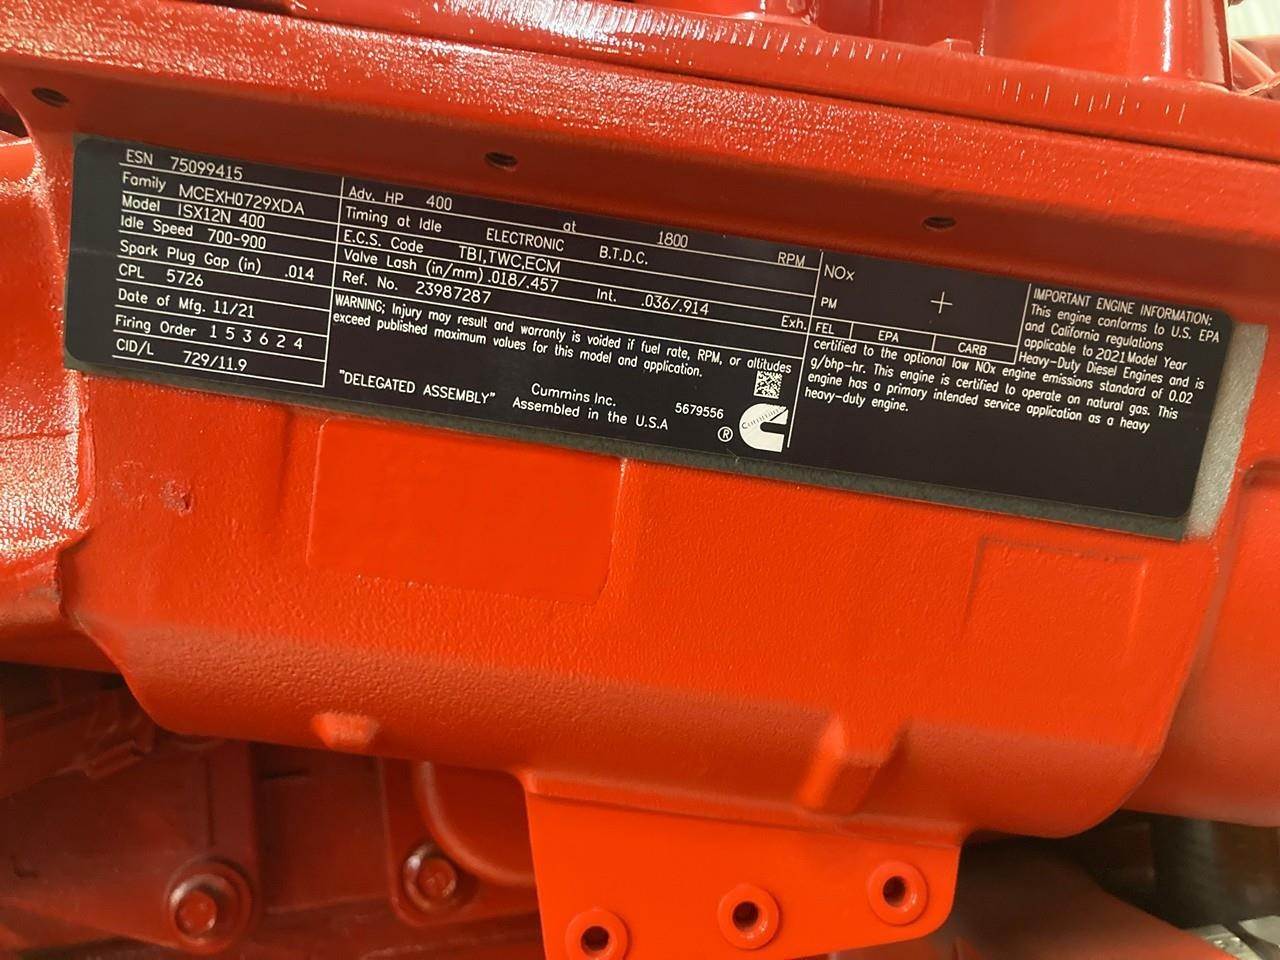 ESN 75099415
Family MCEXH0729XDA
Model ISX12N 400
Idle Speed 700-900
Spark Plug Gap (in) .014
CPL 5726
Date of Mfg. 11/21
Firing Order 1 5 3 6 2 4
CID/L 729/11.9
Adv. HP 400 at 1800 RPM
Timing at Idle ELECTRONIC B.T.D.C.
E.C.S. Code TBI,TWC,ECM
Valve Lash (in/mm) .018/.457 Int. .036/.914 Exh.
Ref. No. 23987287
WARNING; Injury may result and warranty is voided if fuel rate, RPM, or altitudes
exceed published maximum values for this model and application.
"DELEGATED ASSEMBLY"
Cummins Inc.
Assembled in the U.S.A
5679556
®
Cummins
NOx
PM
FEL EPA CARB
IMPORTANT ENGINE INFORMATION:
This engine conforms to U.S. EPA
and California regulations
applicable to 2021 Model Year
Heavy-Duty Diesel Engines and is
certified to the optional low NOx engine emissions standard of 0.02
g/bhp-hr. This engine is certified to operate on natural gas. This
engine has a primary intended service application as a heavy
heavy-duty engine.